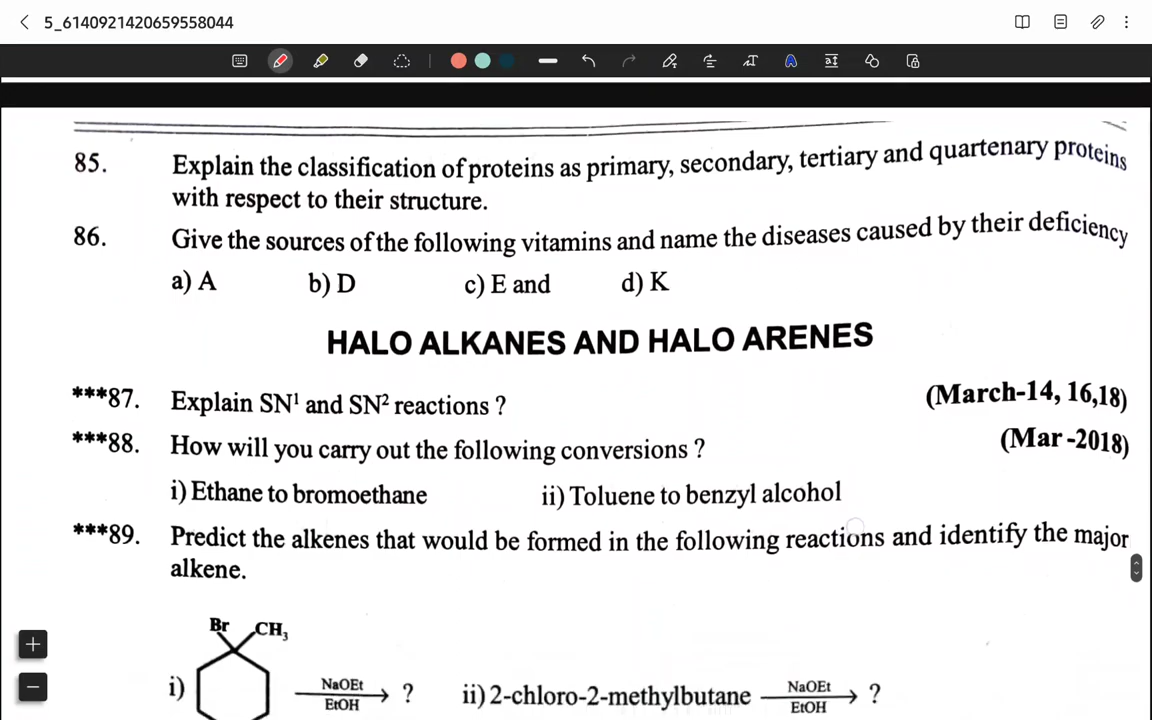 5_6140921420659558044
85. Explain the classification of proteins as primary, secondary, tertiary and quartenary proteins
with respect to their structure.
86. Give the sources of the following vitamins and name the diseases caused by their deficiency
a) A b) D c) E and d) K
HALO ALKANES AND HALO ARENES
***87. Explain SN¹ and SN² reactions ? (March-14, 16,18)
***88. How will you carry out the following conversions ? (Mar -2018)
i) Ethane to bromoethane ii) Toluene to benzyl alcohol
***89. Predict the alkenes that would be formed in the following reactions and identify the major
alkene.
Br CH₃
i) NaOEt EtOH ? ii) 2-chloro-2-methylbutane NaOEt EtOH ?